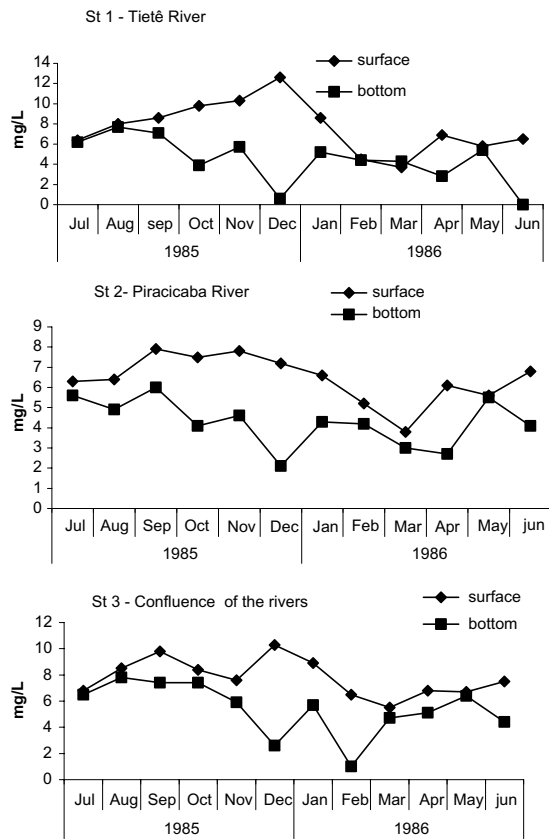 St 1 - Tietê River
surface
bottom
mg/L
14
12
10
8
6
4
2
0
Jul Aug sep Oct Nov Dec Jan Feb Mar Apr May Jun
1985 1986
St 2- Piracicaba River
surface
bottom
mg/L
9
8
7
6
5
4
3
2
1
0
Jul Aug Sep Oct Nov Dec Jan Feb Mar Apr May jun
1985 1986
St 3 - Confluence of the rivers
surface
bottom
mg/L
12
10
8
6
4
2
0
Jul Aug Sep Oct Nov Dec Jan Feb Mar Apr May jun
1985 1986